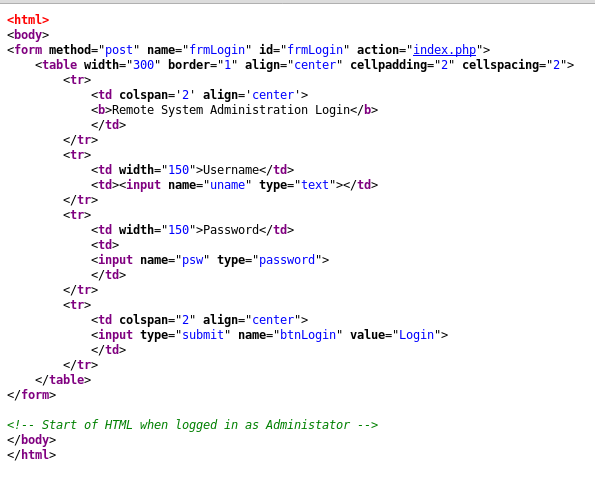 <html>
<body>
<form method="post" name="frmLogin" id="frmLogin" action="index.php">
    <table width="300" border="1" align="center" cellpadding="2" cellspacing="2">
        <tr>
            <td colspan='2' align='center'>
            <b>Remote System Administration Login</b>
            </td>
        </tr>
        <tr>
            <td width="150">Username</td>
            <td><input name="uname" type="text"></td>
        </tr>
        <tr>
            <td width="150">Password</td>
            <td>
            <input name="psw" type="password">
            </td>
        </tr>
        <tr>
            <td colspan="2" align="center">
            <input type="submit" name="btnLogin" value="Login">
            </td>
        </tr>
    </table>
</form>

<!-- Start of HTML when logged in as Administator -->
</body>
</html>